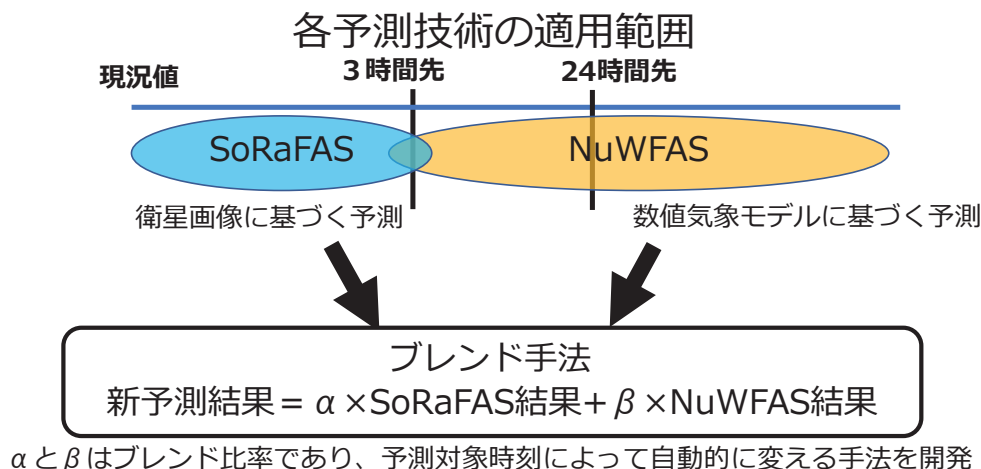 各予測技術の適用範囲
現況値 3時間先 24時間先
SoRaFAS NuWFAS
衛星画像に基づく予測 数値気象モデルに基づく予測
ブレンド手法
新予測結果＝α×SoRaFAS結果+β×NuWFAS結果
αとβはブレンド比率であり、予測対象時刻によって自動的に変える手法を開発